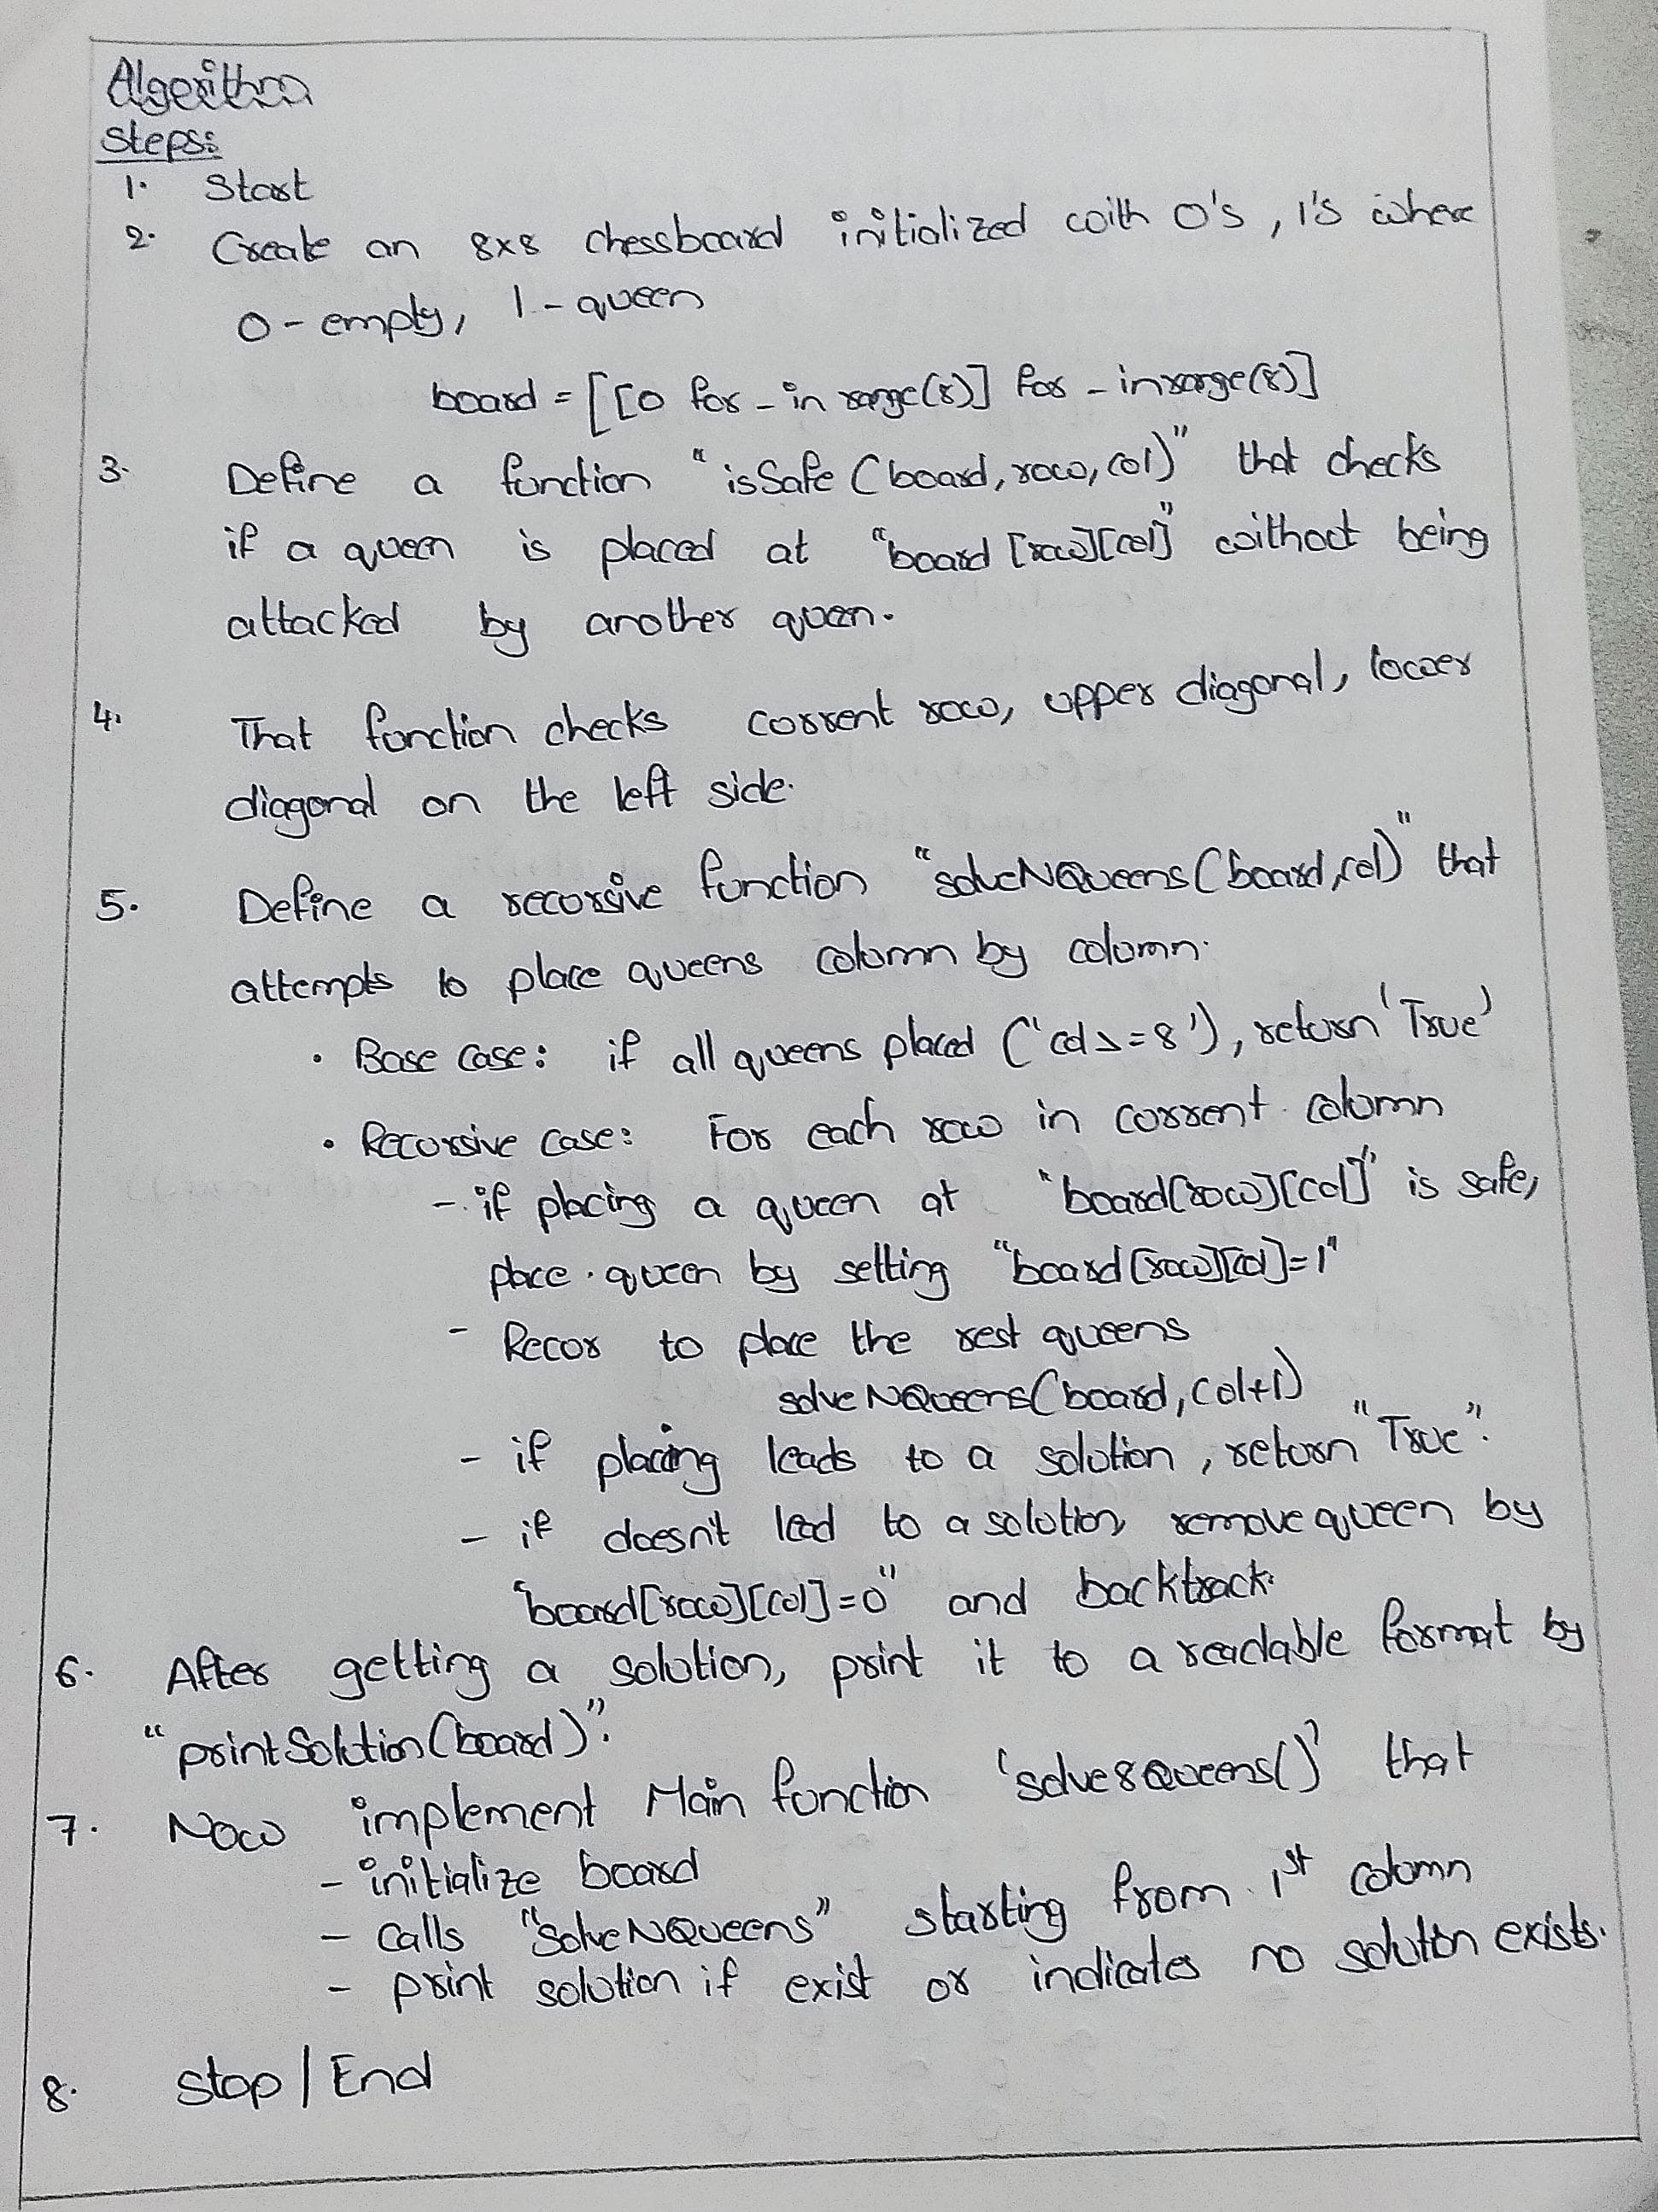 Algorithm
Steps:
1. Start
2. Create an 8x8 chessboard initialized with 0's, 1's where
0 - empty, 1 - queen
board = [[0 for _ in range(8)] for _ in range(8)]
3. Define a function "isSafe (board, row, col)" that checks
if a queen is placed at "board [row][col]" without being
attacked by another queen.
4. That function checks current row, upper diagonal, lower
diagonal on the left side.
5. Define a recursive function "solveNQueens (board, col)" that
attempts to place queens column by column.
• Base Case: if all queens placed ('col >= 8'), return 'True'
• Recursive Case: For each row in current column
- if placing a queen at "board[row][col]" is safe,
place queen by setting "board[row][col]=1"
- Recur to place the rest queens
solve NQueens(board, col+1)
- if placing leads to a solution, return "True".
- if doesn't lead to a solution, remove queen by
"board[row][col]=0" and backtrack.
6. After getting a solution, print it to a readable format by
"printSolution (board)".
7. Now implement Main function 'solve8Queens()' that
- initialize board
- calls "SolveNQueens" starting from 1st column
- print solution if exist or indicates no soluton exists.
8. Stop / End